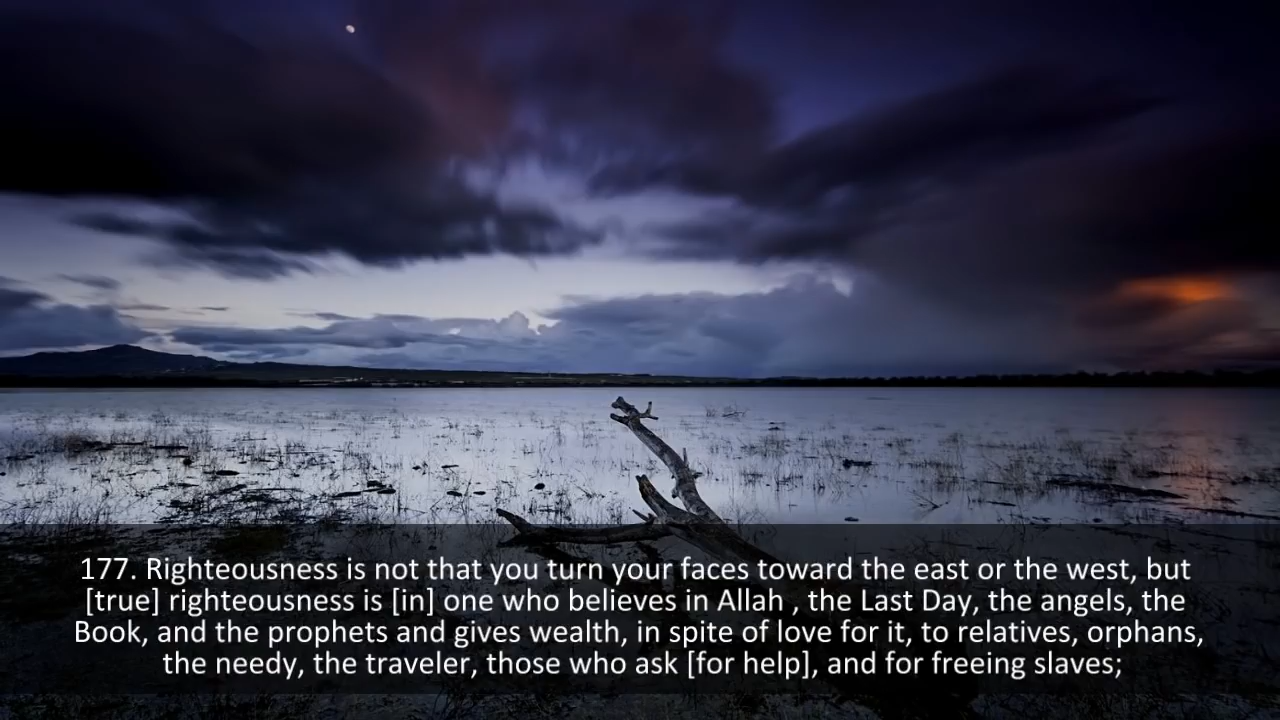 177. Righteousness is not that you turn your faces toward the east or the west, but
[true] righteousness is [in] one who believes in Allah , the Last Day, the angels, the
Book, and the prophets and gives wealth, in spite of love for it, to relatives, orphans,
the needy, the traveler, those who ask [for help], and for freeing slaves;